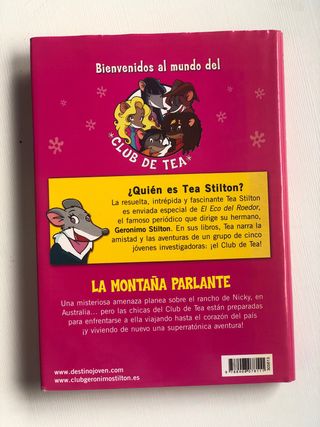 Bienvenidos al mundo del
CLUB DE TEA
¿Quién es Tea Stilton?
La resuelta, intrépida y fascinante Tea Stilton
es enviada especial de El Eco del Roedor,
el famoso periódico que dirige su hermano,
Geronimo Stilton. En sus libros, Tea narra la
amistad y las aventuras de un grupo de cinco
jóvenes investigadoras: ¡el Club de Tea!
LA MONTAÑA PARLANTE
Una misteriosa amenaza planea sobre el rancho de Nicky, en
Australia... pero las chicas del Club de Tea están preparadas
para enfrentarse a ella viajando hasta el corazón del país
¡y viviendo de nuevo una superratónica aventura!
www.destinojoven.com
www.clubgeronimostilton.es